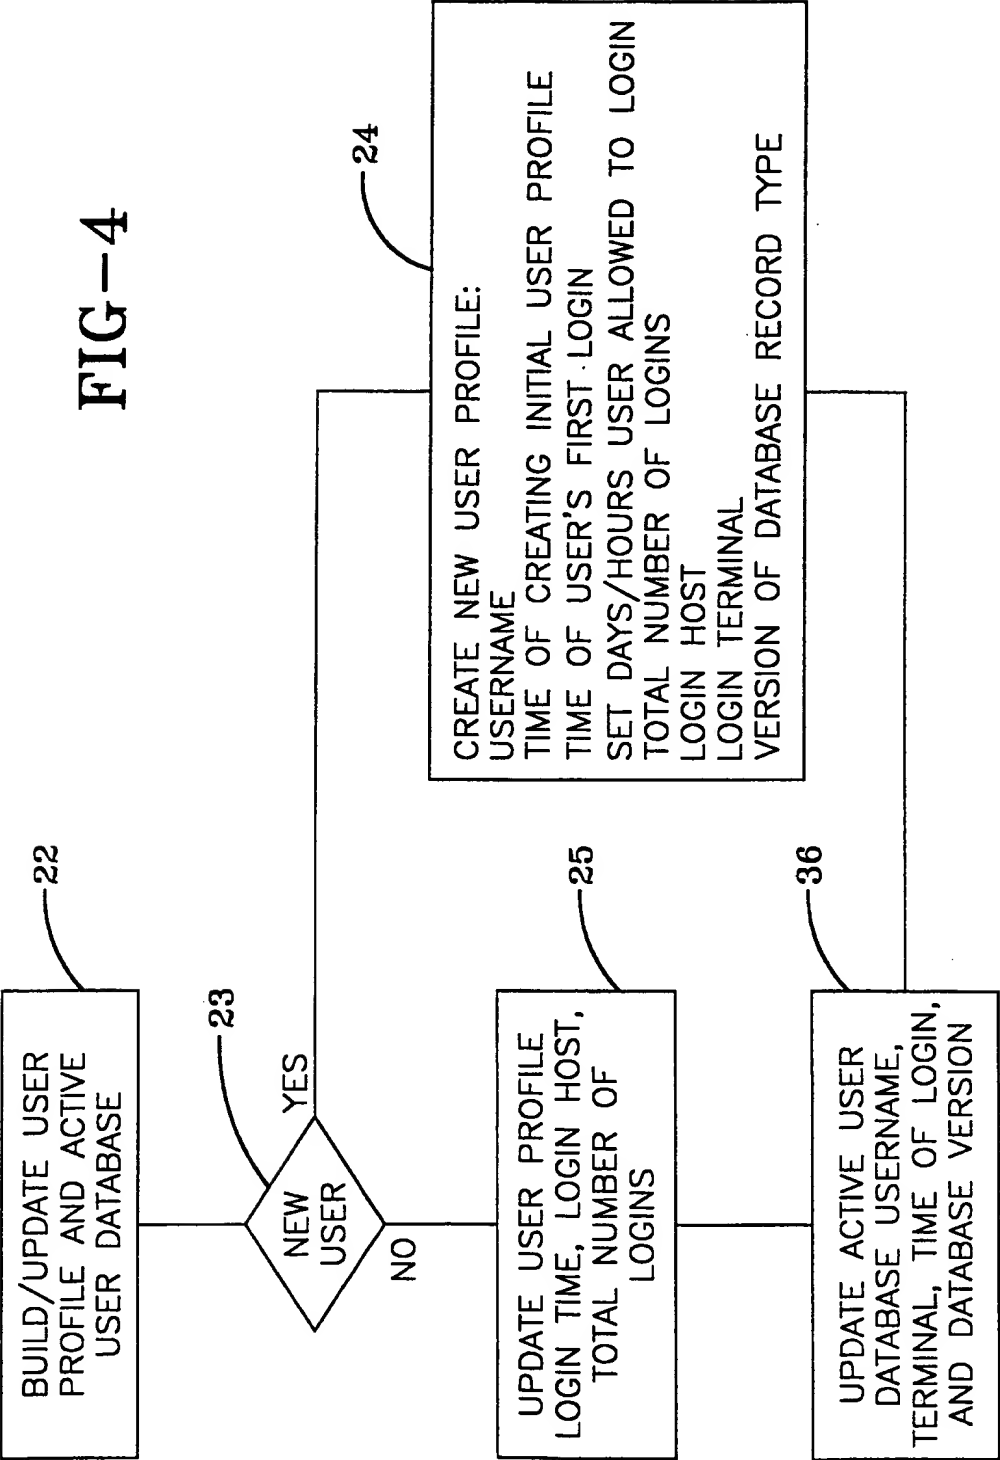 FIG-4
22
BUILD/UPDATE USER
PROFILE AND ACTIVE
USER DATABASE
23
NEW
USER
YES
NO
24
CREATE NEW USER PROFILE:
USERNAME
TIME OF CREATING INITIAL USER PROFILE
TIME OF USER'S FIRST LOGIN
SET DAYS/HOURS USER ALLOWED TO LOGIN
TOTAL NUMBER OF LOGINS
LOGIN HOST
LOGIN TERMINAL
VERSION OF DATABASE RECORD TYPE
25
UPDATE USER PROFILE
LOGIN TIME, LOGIN HOST,
TOTAL NUMBER OF
LOGINS
36
UPDATE ACTIVE USER
DATABASE USERNAME,
TERMINAL, TIME OF LOGIN,
AND DATABASE VERSION